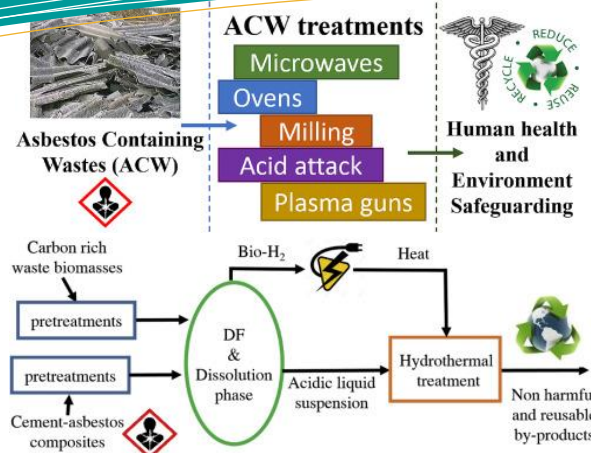 ACW treatments
Microwaves
Ovens
Milling
Acid attack
Plasma guns
Asbestos Containing
Wastes (ACW)
REDUCE
REUSE
RECYCLE
Human health
and
Environment
Safeguarding
Carbon rich
waste biomasses
pretreatments
pretreatments
Cement-asbestos
composites
Bio-H₂
Heat
DF
&
Dissolution
phase
Acidic liquid
suspension
Hydrothermal
treatment
Non harmful
and reusable
by-products